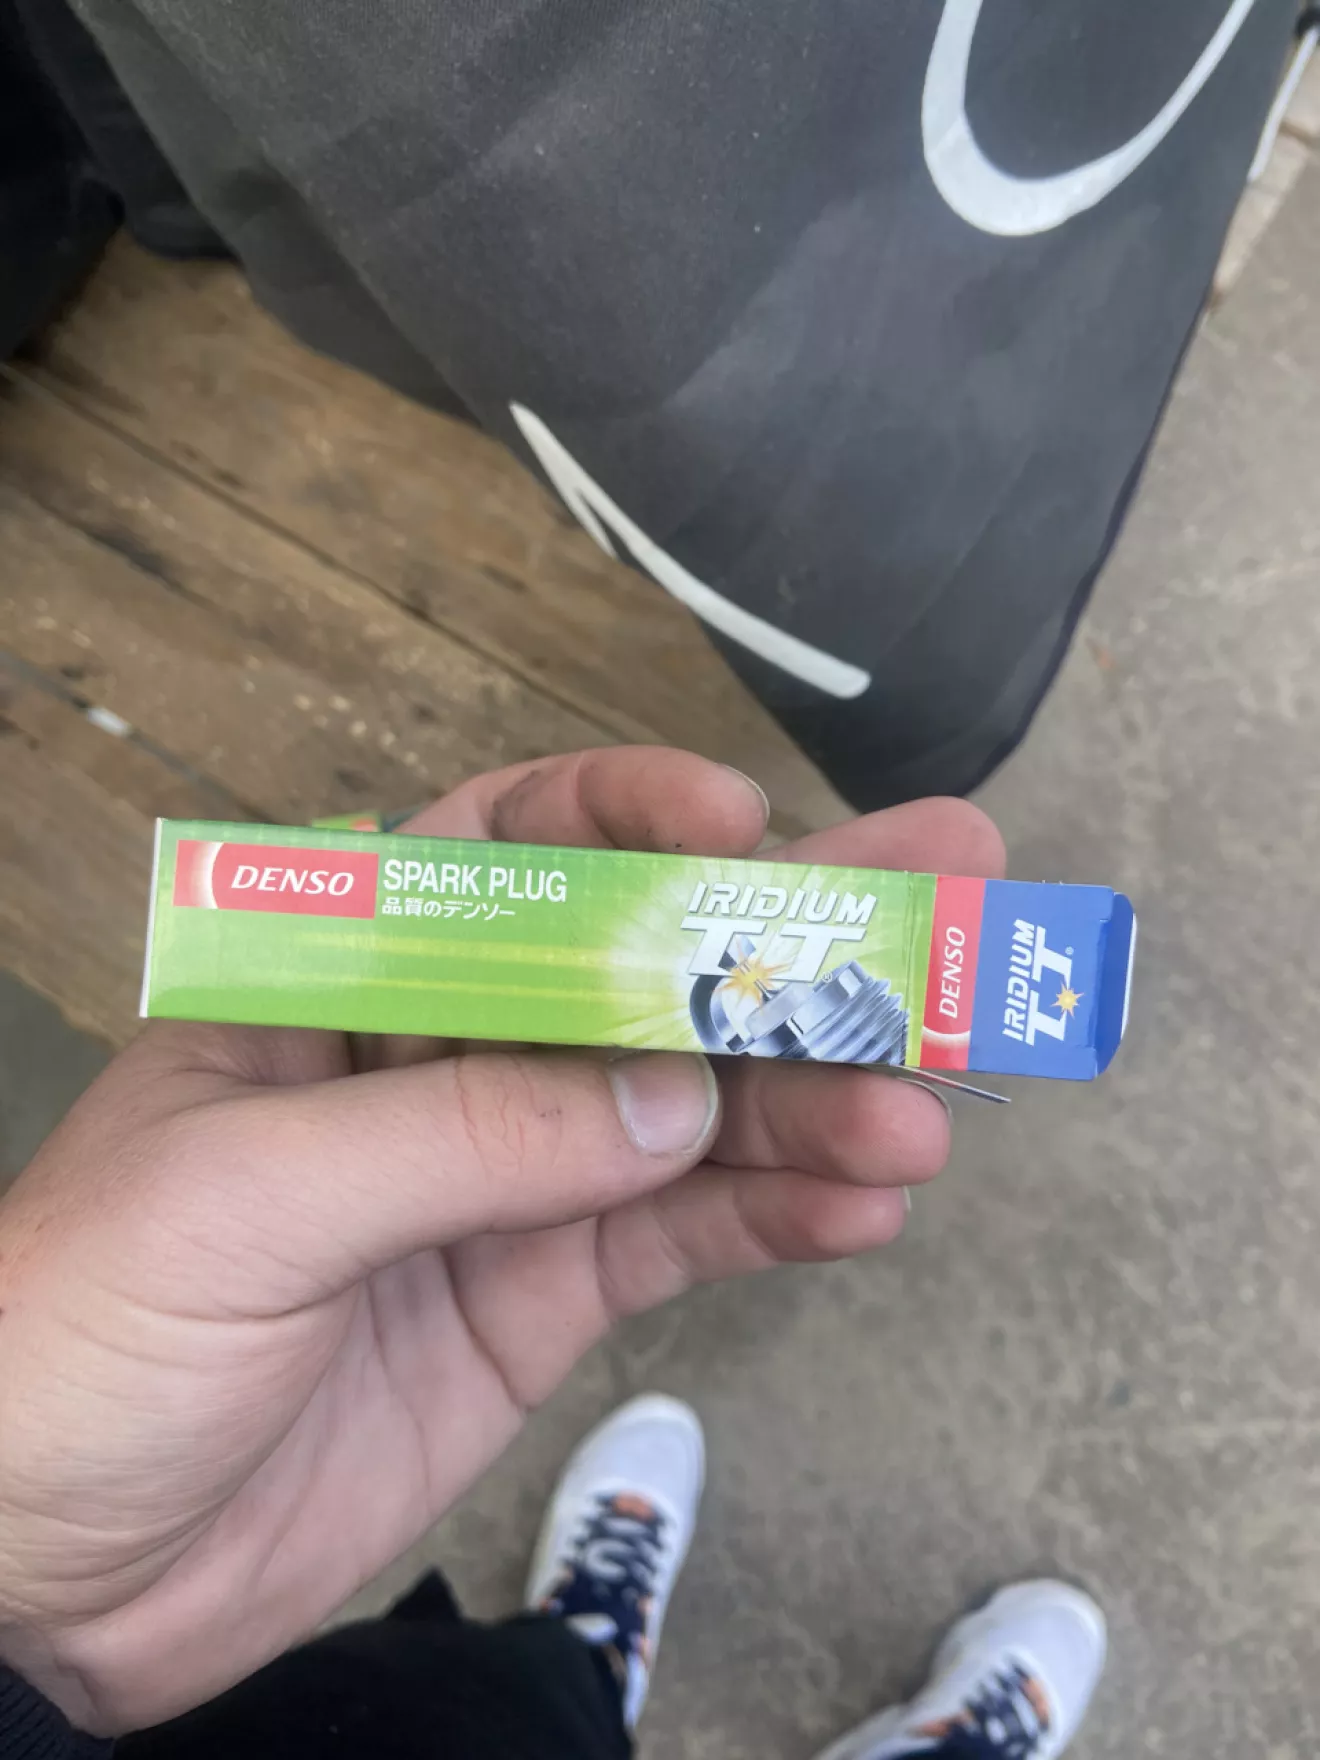 DENSO
SPARK PLUG
品質のデンソー
IRIDIUM
TT®
DENSO
IRIDIUM
TT®